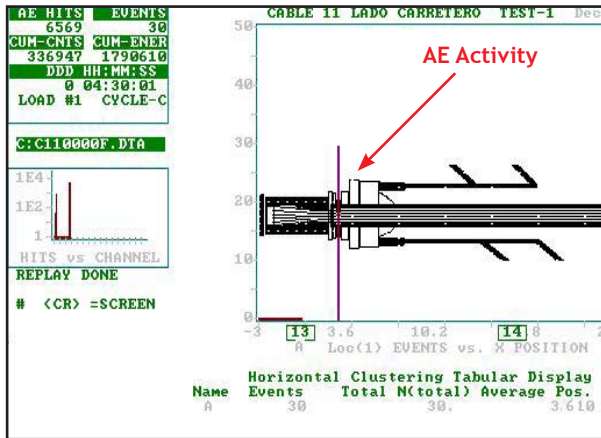 AE HITS EVENTS
6569 30
CUM-CNTS CUM-ENER
336947 1790610
DDD HH:MM:SS
0 04:30:01
LOAD #1 CYCLE-C
C:C110000F.DTA
1E4
1E2
1
HITS vs CHANNEL
REPLAY DONE
# <CR> =SCREEN
CABLE 11 LADO CARRETERO TEST-1 Dec
50
AE Activity
40
30
20
10
0
-3 13 3.6 10.2 14 8 2
A Loc(1) EVENTS vs. X POSITION
Horizontal Clustering Tabular Display
Name Events Total N(total) Average Pos.
A 30 30. 3.610